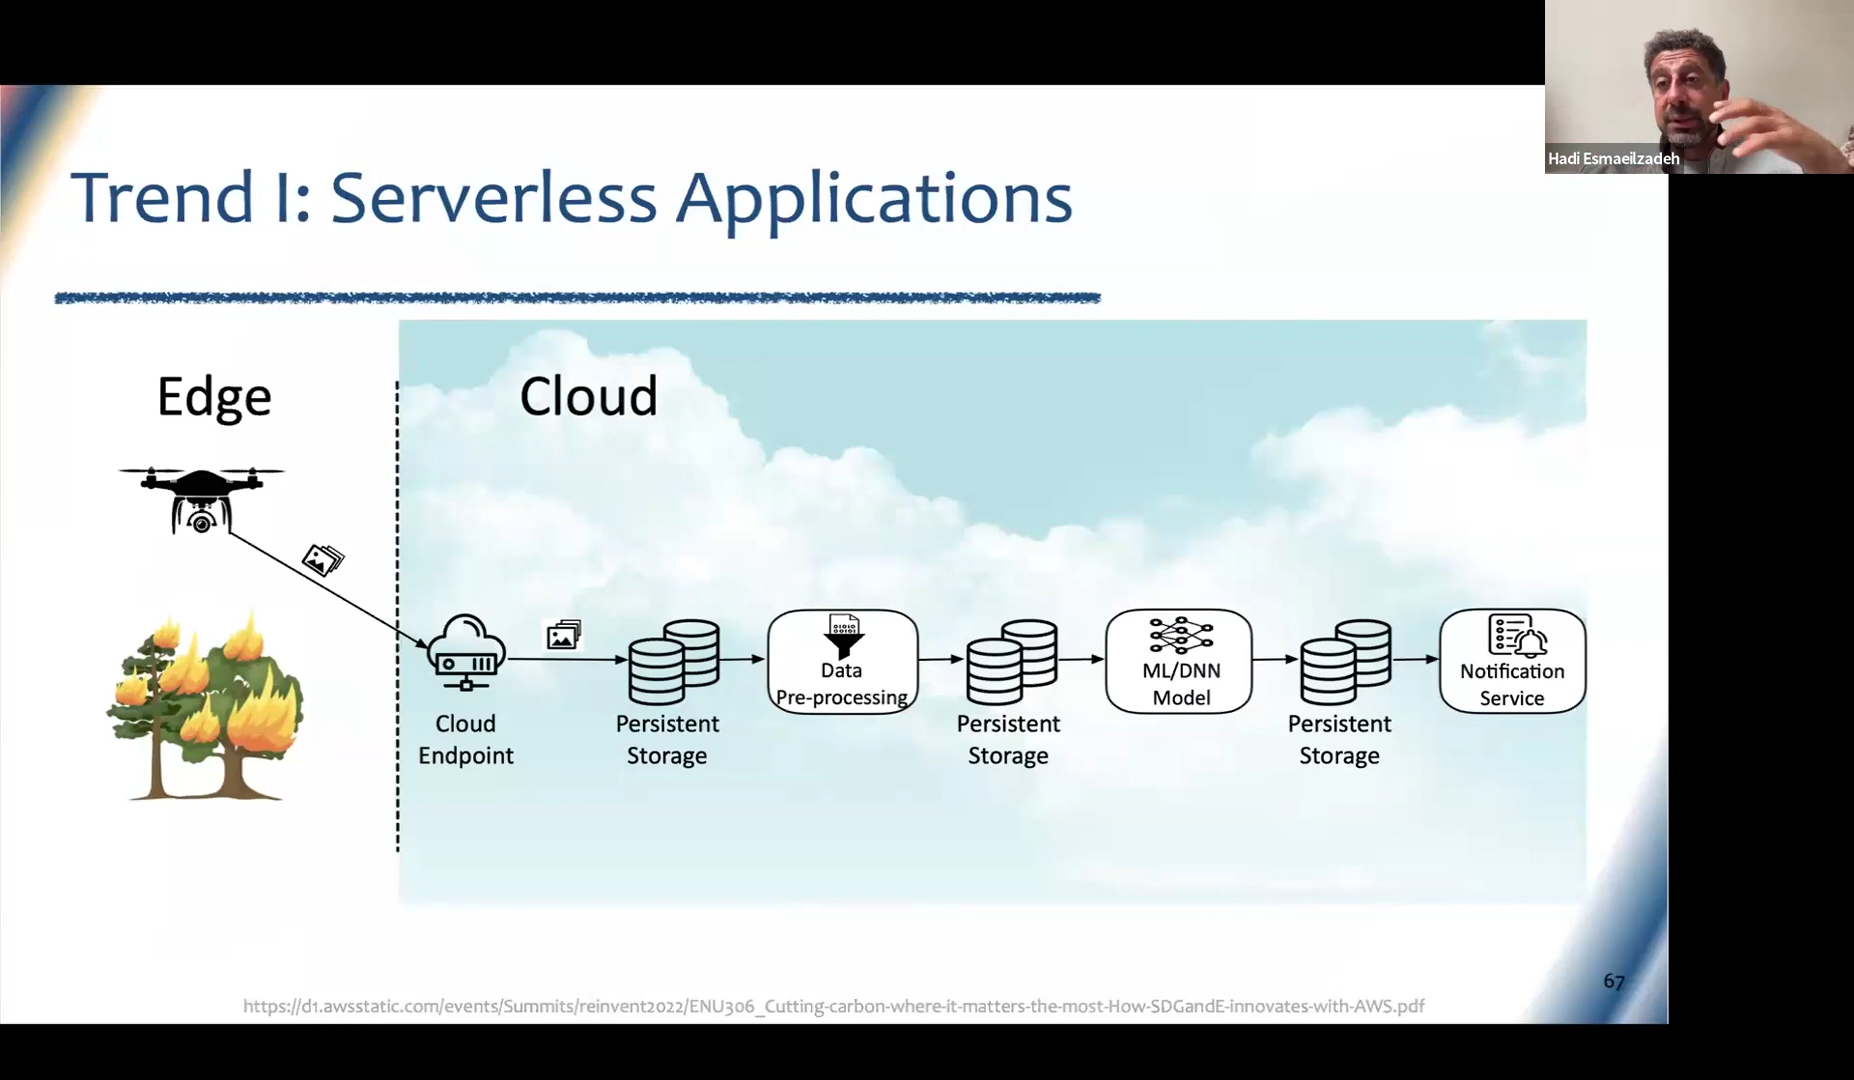 Hadi Esmaeilzadeh
Trend I: Serverless Applications
Edge
Cloud
Data
Pre-processing
ML/DNN
Model
Notification
Service
Cloud
Endpoint
Persistent
Storage
Persistent
Storage
Persistent
Storage
67
https://d1.awsstatic.com/events/Summits/reinvent2022/ENU306_Cutting-carbon-where-it-matters-the-most-How-SDGandE-innovates-with-AWS.pdf